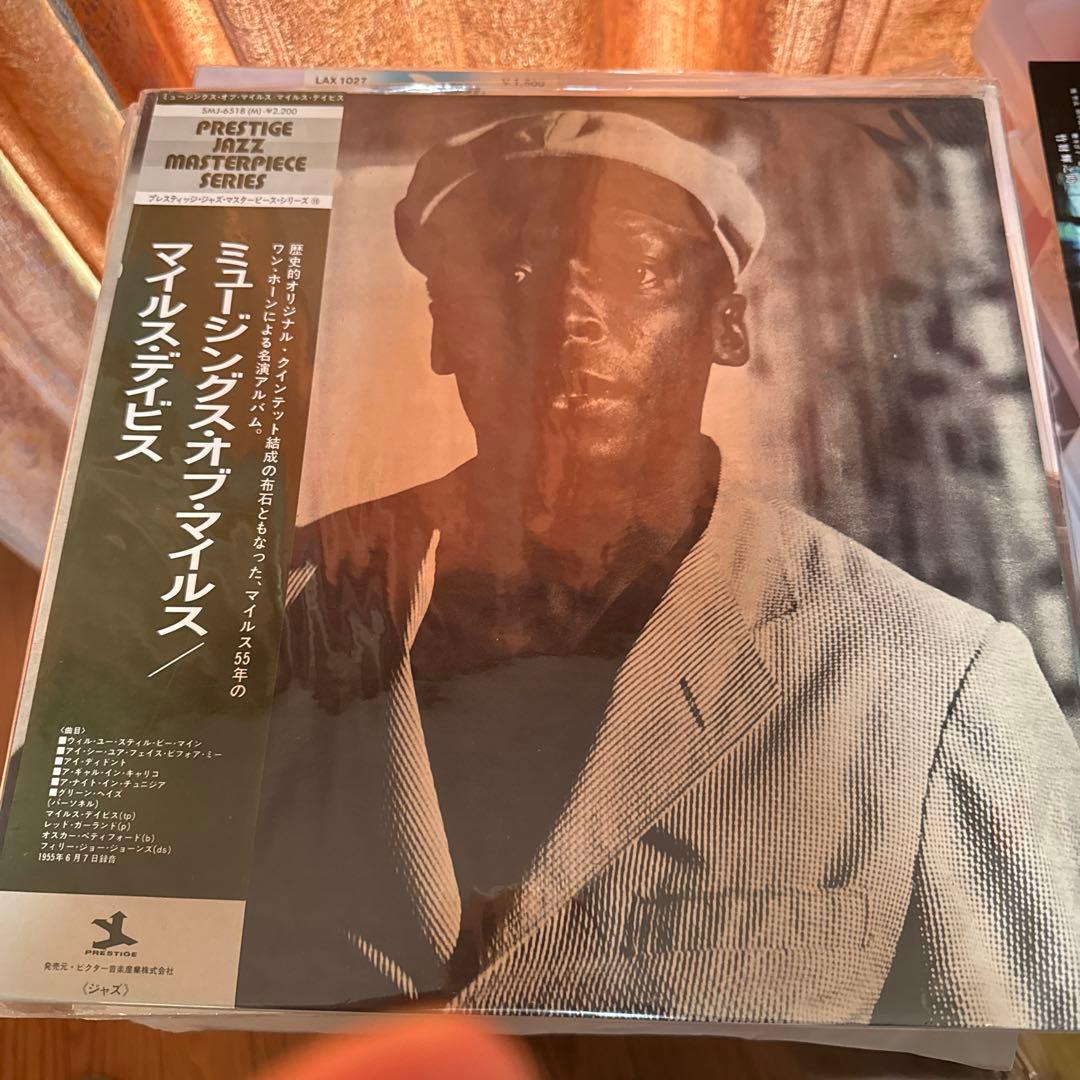 LAX 1027
¥1,500
ミュージングス・オブ・マイルス マイルス・デイビス
SMJ-6518 (M)・¥2,200
PRESTIGE
JAZZ
MASTERPIECE
SERIES
プレスティッジ・ジャズ・マスターピース・シリーズ
歴史的オリジナル・クインテット結成の布石ともなった、マイルス55年の
ワン・ホーンによる名演アルバム。
ミュージングス・オブ・マイルス／
マイルス・デイビス
〈曲目〉
■ウィル・ユー・スティル・ビー・マイン
■アイ・シー・ユア・フェイス・ビフォア・ミー
■アイ・ディドント
■ア・ギャル・イン・キャリコ
■ア・ナイト・イン・チュニジア
■グリーン・ヘイズ
(パーソネル)
マイルス・デイビス(tp)
レッド・ガーランド(p)
オスカー・ペティフォード(b)
フィリー・ジョー・ジョーンズ(ds)
1955年6月7日録音
PRESTIGE
発売元・ビクター音楽産業株式会社
《ジャズ》